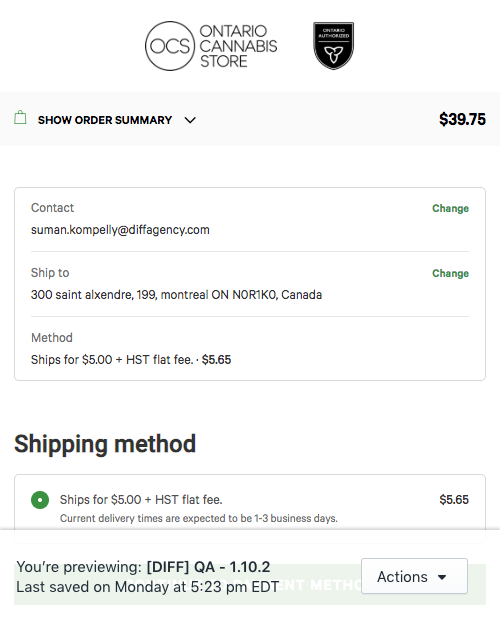 OCS
ONTARIO
CANNABIS
STORE
ONTARIO
AUTHORIZED
SHOW ORDER SUMMARY
$39.75
Contact
Change
suman.kompelly@diffagency.com
Ship to
Change
300 saint alxendre, 199, montreal ON N0R1K0, Canada
Method
Ships for $5.00 + HST flat fee. · $5.65
Shipping method
Ships for $5.00 + HST flat fee.
$5.65
Current delivery times are expected to be 1-3 business days.
You’re previewing: [DIFF] QA - 1.10.2
Last saved on Monday at 5:23 pm EDT
Actions